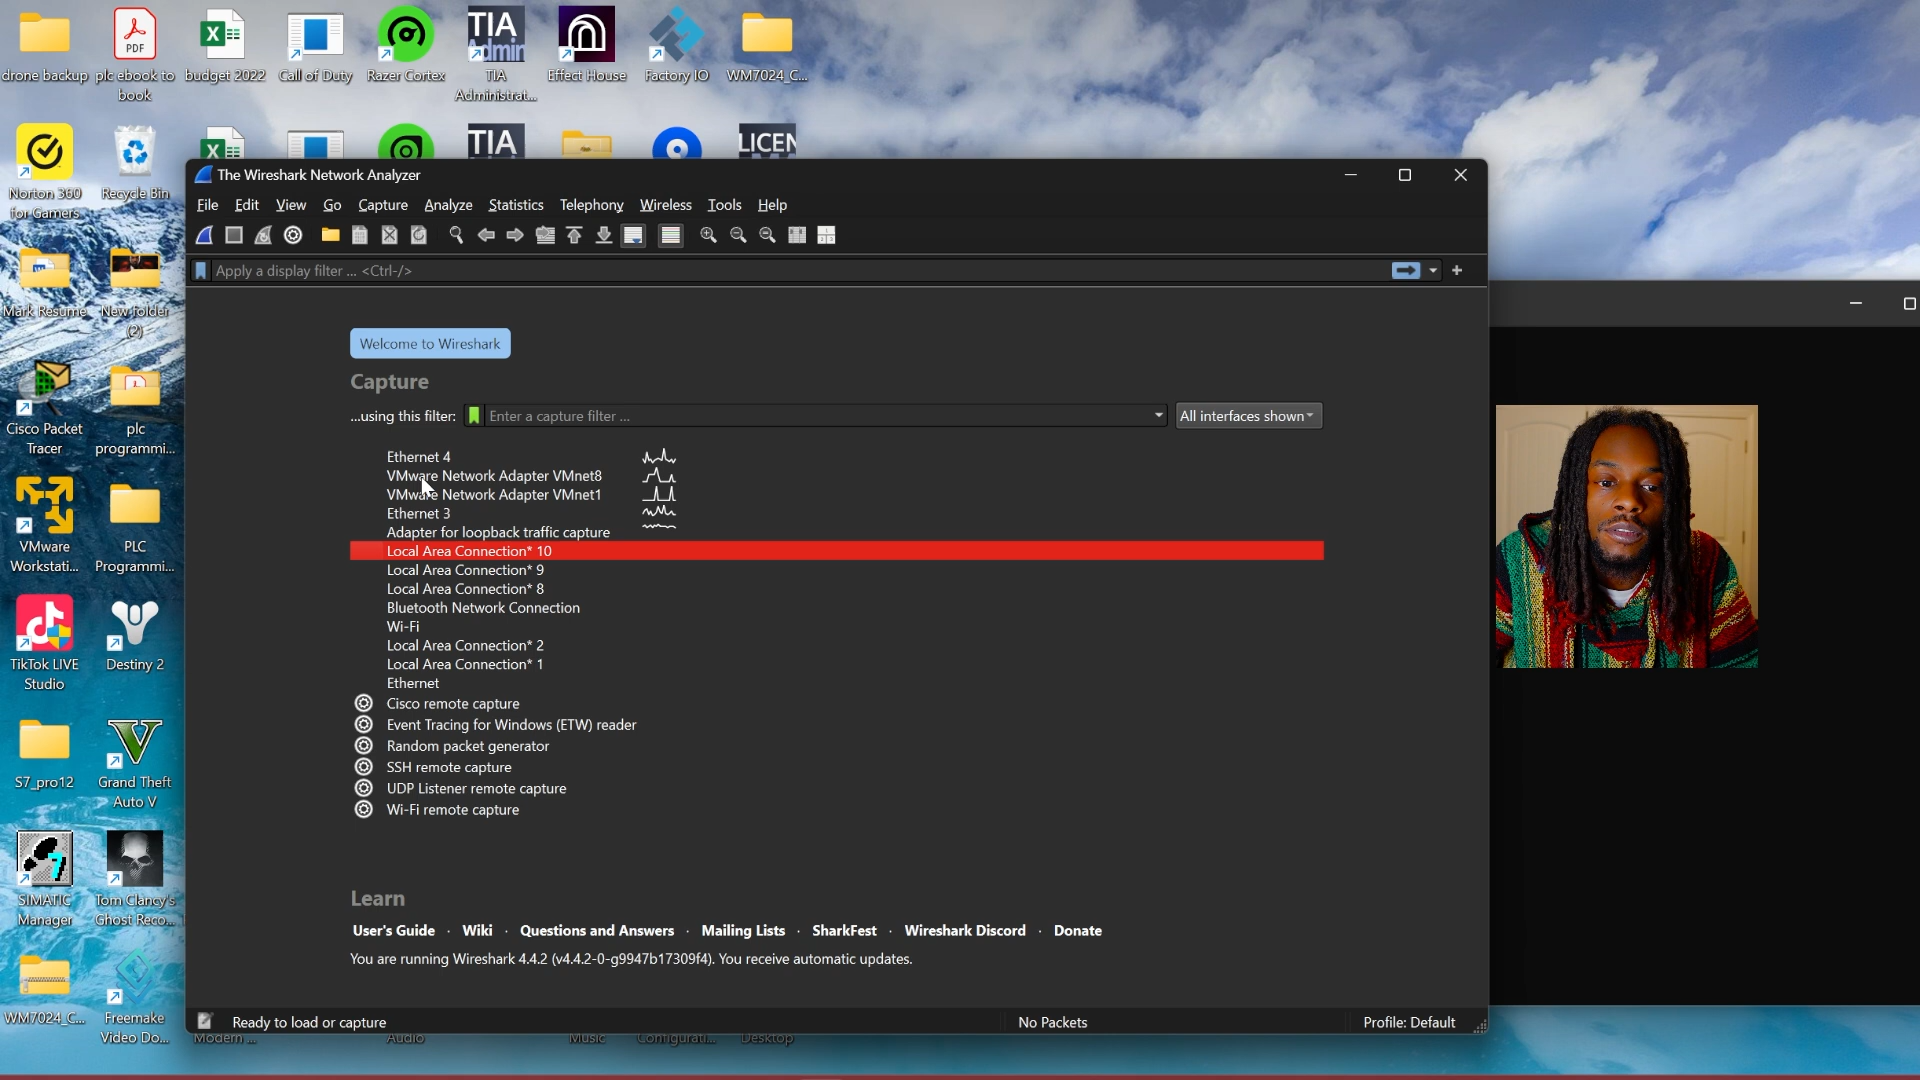 drone backup
plc ebook to
book
budget 2022
Call of Duty
Razer Cortex
TIA
Admin
TIA
Administrat...
Effect House
Factory IO
WM7024_C...
PDF
Norton 360
for Gamers
Recycle Bin
TIA
LICEN
Mark Resume
New folder
(2)
Cisco Packet
Tracer
plc
programmi...
VMware
Workstati...
PLC
Programmi...
TikTok LIVE
Studio
Destiny 2
S7_pro12
Grand Theft
Auto V
SIMATIC
Manager
Tom Clancy's
Ghost Reco...
WM7024_C...
Freemake
Video Do...
The Wireshark Network Analyzer
File Edit View Go Capture Analyze Statistics Telephony Wireless Tools Help
Apply a display filter ... <Ctrl-/>
Welcome to Wireshark
Capture
...using this filter: Enter a capture filter ... All interfaces shown
Ethernet 4
VMware Network Adapter VMnet8
VMware Network Adapter VMnet1
Ethernet 3
Adapter for loopback traffic capture
Local Area Connection* 10
Local Area Connection* 9
Local Area Connection* 8
Bluetooth Network Connection
Wi-Fi
Local Area Connection* 2
Local Area Connection* 1
Ethernet
Cisco remote capture
Event Tracing for Windows (ETW) reader
Random packet generator
SSH remote capture
UDP Listener remote capture
Wi-Fi remote capture
Learn
User's Guide · Wiki · Questions and Answers · Mailing Lists · SharkFest · Wireshark Discord · Donate
You are running Wireshark 4.4.2 (v4.4.2-0-g9947b17309f4). You receive automatic updates.
Ready to load or capture No Packets Profile: Default
Modern ... Audio Music Configurati... Desktop